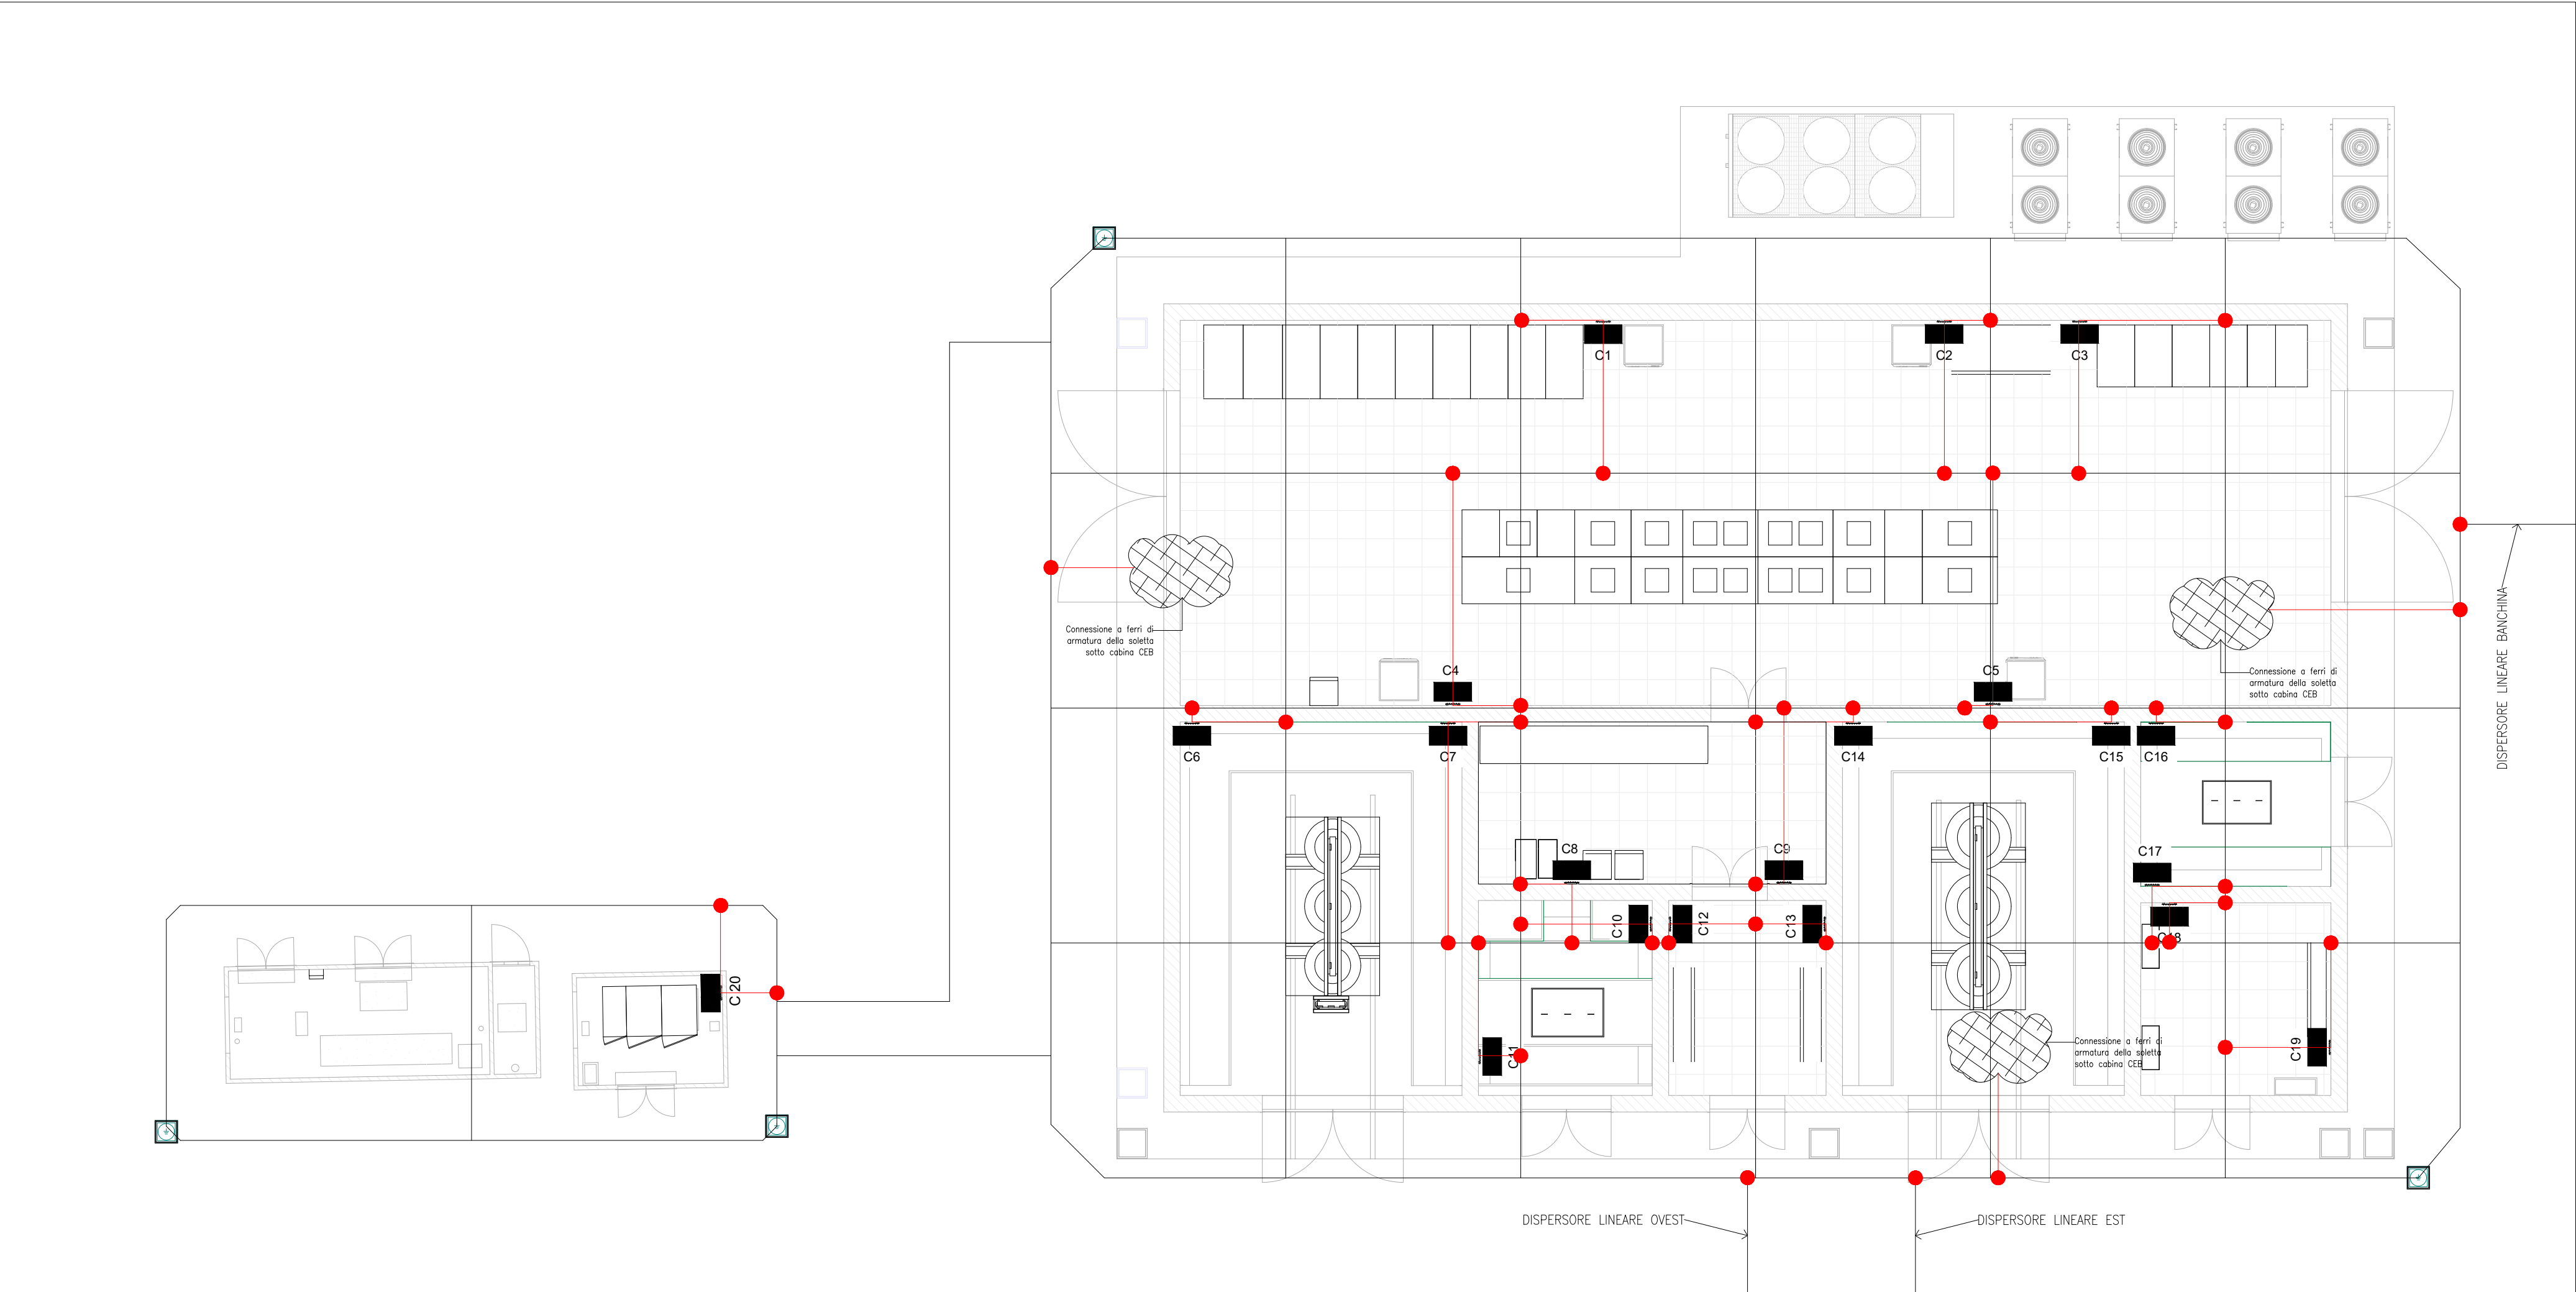 C1
C2
C3
Connessione a ferri di
armatura della soletta
sotto cabina CEB
C4
C5
Connessione a ferri di
armatura della soletta
sotto cabina CEB
DISPERSORE LINEARE BANCHINA
C6
C7
C14
C15
C16
C8
C9
C17
C10
C12
C13
C18
C 20
C11
C19
Connessione a ferri di
armatura della soletta
sotto cabina CEB
DISPERSORE LINEARE OVEST
DISPERSORE LINEARE EST